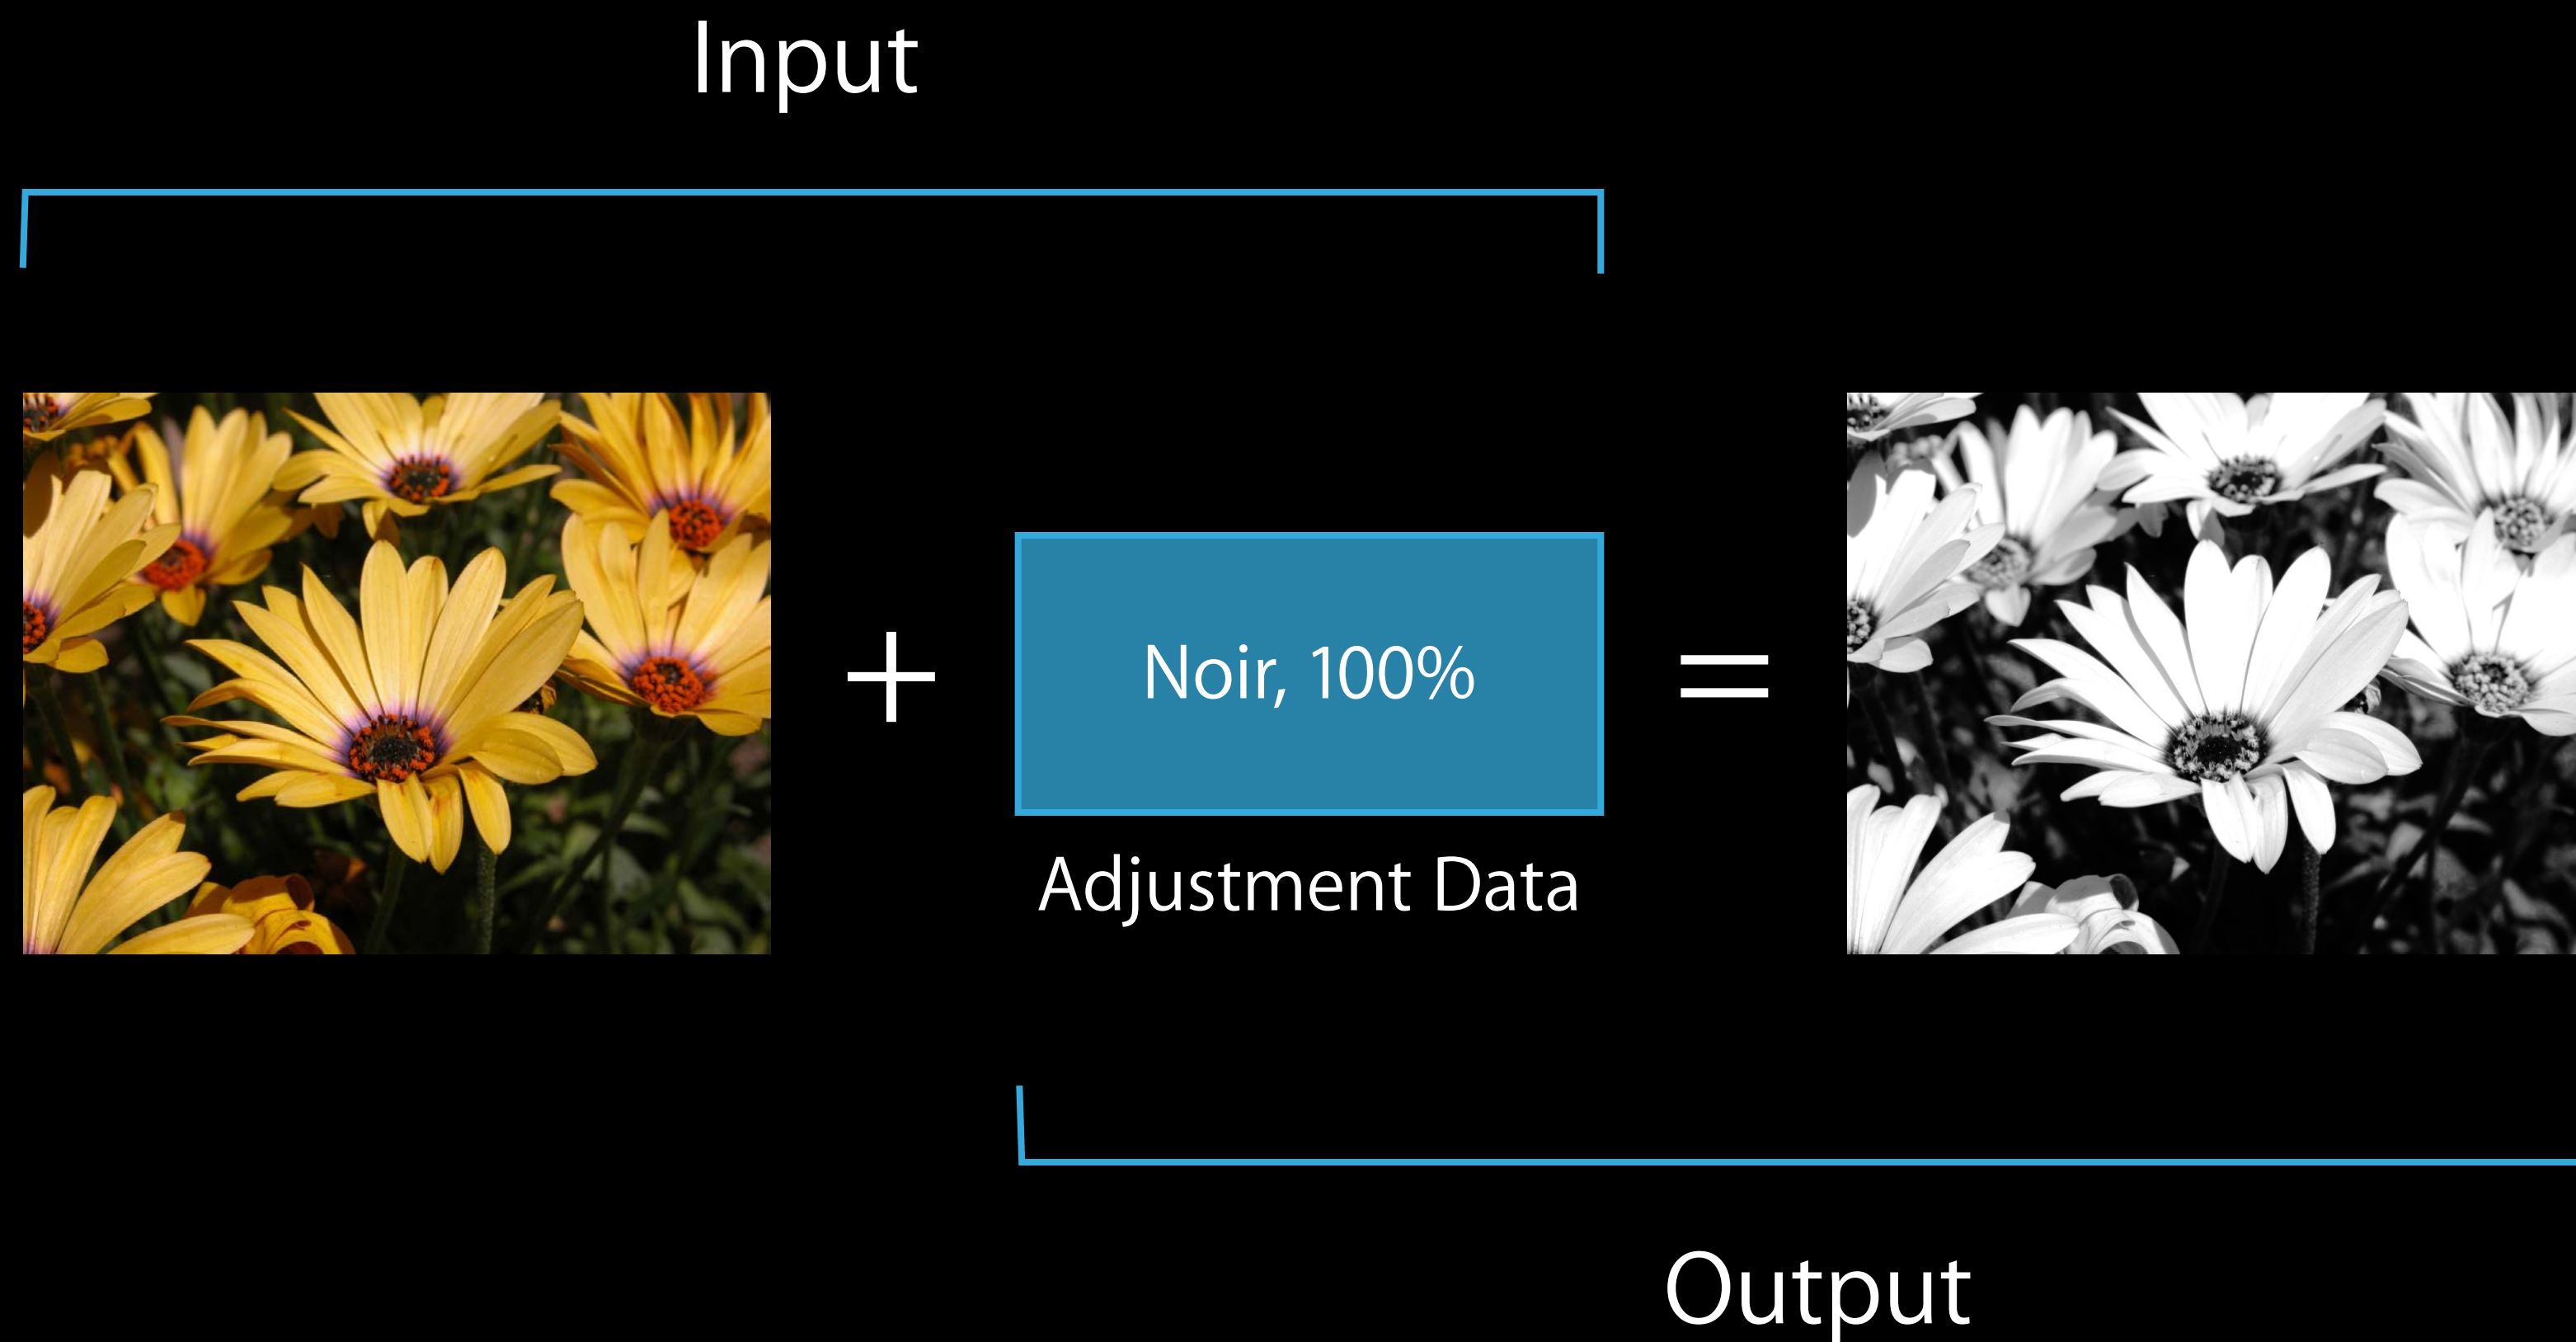 Input
+
Noir, 100%
=
Adjustment Data
Output